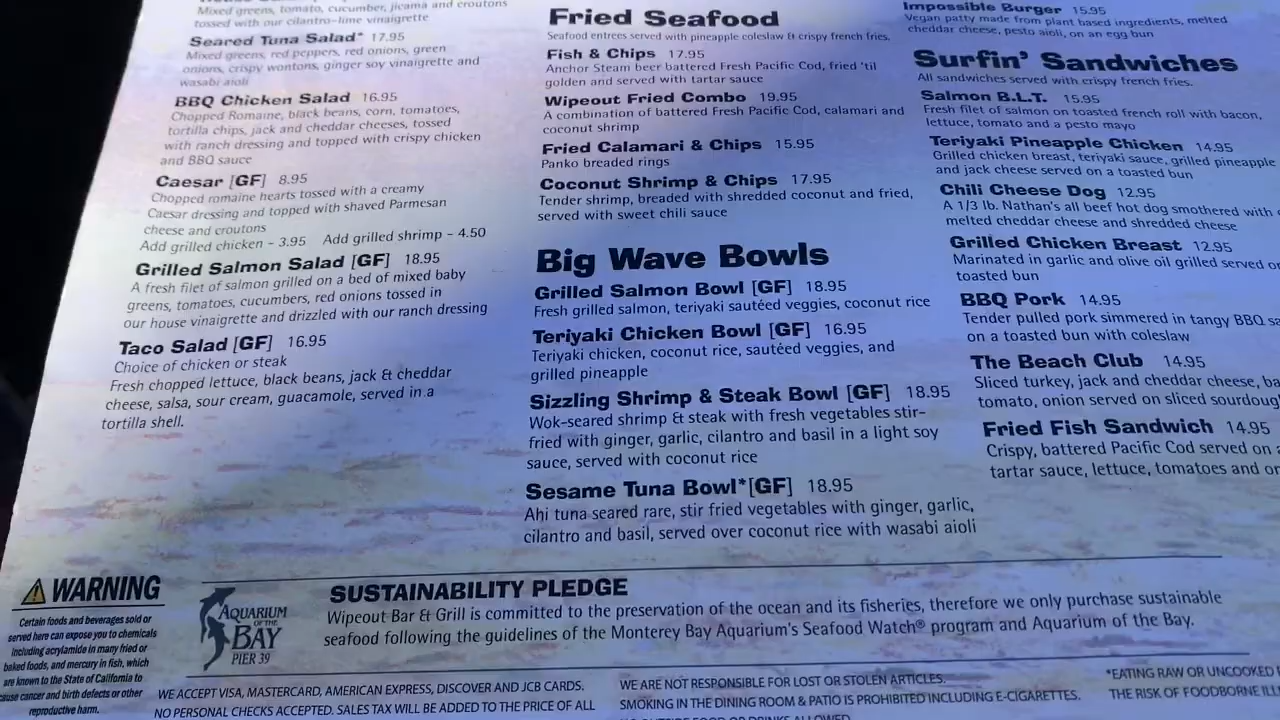 Mixed greens, tomato, cucumber, jicama and croutons
tossed with our cilantro-lime vinaigrette
Seared Tuna Salad* 17.95
Mixed greens, red peppers, red onions, green
onions, crispy wontons, ginger soy vinaigrette and
wasabi aioli
BBQ Chicken Salad 16.95
Chopped Romaine, black beans, corn, tomatoes,
tortilla chips, jack and cheddar cheeses, tossed
with ranch dressing and topped with crispy chicken
and BBQ sauce
Caesar [GF] 8.95
Chopped romaine hearts tossed with a creamy
Caesar dressing and topped with shaved Parmesan
cheese and croutons
Add grilled chicken - 3.95 Add grilled shrimp - 4.50
Grilled Salmon Salad [GF] 18.95
A fresh filet of salmon grilled on a bed of mixed baby
greens, tomatoes, cucumbers, red onions tossed in
our house vinaigrette and drizzled with our ranch dressing
Taco Salad [GF] 16.95
Choice of chicken or steak
Fresh chopped lettuce, black beans, jack & cheddar
cheese, salsa, sour cream, guacamole, served in a
tortilla shell.
Fried Seafood
Seafood entrees served with pineapple coleslaw & crispy french fries.
Fish & Chips 17.95
Anchor Steam beer battered Fresh Pacific Cod, fried 'til
golden and served with tartar sauce
Wipeout Fried Combo 19.95
A combination of battered Fresh Pacific Cod, calamari and
coconut shrimp
Fried Calamari & Chips 15.95
Panko breaded rings
Coconut Shrimp & Chips 17.95
Tender shrimp, breaded with shredded coconut and fried,
served with sweet chili sauce
Big Wave Bowls
Grilled Salmon Bowl [GF] 18.95
Fresh grilled salmon, teriyaki sautéed veggies, coconut rice
Teriyaki Chicken Bowl [GF] 16.95
Teriyaki chicken, coconut rice, sautéed veggies, and
grilled pineapple
Sizzling Shrimp & Steak Bowl [GF] 18.95
Wok-seared shrimp & steak with fresh vegetables stir-
fried with ginger, garlic, cilantro and basil in a light soy
sauce, served with coconut rice
Sesame Tuna Bowl*[GF] 18.95
Ahi tuna seared rare, stir fried vegetables with ginger, garlic,
cilantro and basil, served over coconut rice with wasabi aioli
Impossible Burger 15.95
Vegan patty made from plant based ingredients, melted
cheddar cheese, pesto aioli, on an egg bun
Surfin' Sandwiches
All sandwiches served with crispy french fries.
Salmon B.L.T. 15.95
Fresh filet of salmon on toasted french roll with bacon,
lettuce, tomato and a pesto mayo
Teriyaki Pineapple Chicken 14.95
Grilled chicken breast, teriyaki sauce, grilled pineapple
and jack cheese served on a toasted bun
Chili Cheese Dog 12.95
A 1/3 lb. Nathan's all beef hot dog smothered with
melted cheddar cheese and shredded cheese
Grilled Chicken Breast 12.95
Marinated in garlic and olive oil grilled served
toasted bun
BBQ Pork 14.95
Tender pulled pork simmered in tangy BBQ
on a toasted bun with coleslaw
The Beach Club 14.95
Sliced turkey, jack and cheddar cheese,
tomato, onion served on sliced
Fried Fish Sandwich 14.95
Crispy, battered Pacific Cod served on
tartar sauce, lettuce, tomatoes and
WARNING
Certain foods and beverages sold or
served here can expose you to chemicals
including acrylamide in many fried or
baked foods, and mercury in fish, which
are known to the State of California to
cause cancer and birth defects or other
reproductive harm.
AQUARIUM
OF THE
BAY
PIER 39
SUSTAINABILITY PLEDGE
Wipeout Bar & Grill is committed to the preservation of the ocean and its fisheries, therefore we only purchase sustainable
seafood following the guidelines of the Monterey Bay Aquarium's Seafood Watch® program and Aquarium of the Bay.
WE ACCEPT VISA, MASTERCARD, AMERICAN EXPRESS, DISCOVER AND JCB CARDS.
NO PERSONAL CHECKS ACCEPTED. SALES TAX WILL BE ADDED TO THE PRICE OF ALL
WE ARE NOT RESPONSIBLE FOR LOST OR STOLEN ARTICLES.
SMOKING IN THE DINING ROOM & PATIO IS PROHIBITED INCLUDING E-CIGARETTES.
NO OUTSIDE FOOD OR DRINKS ALLOWED
*EATING RAW OR UNCOOKED
THE RISK OF FOODBORNE